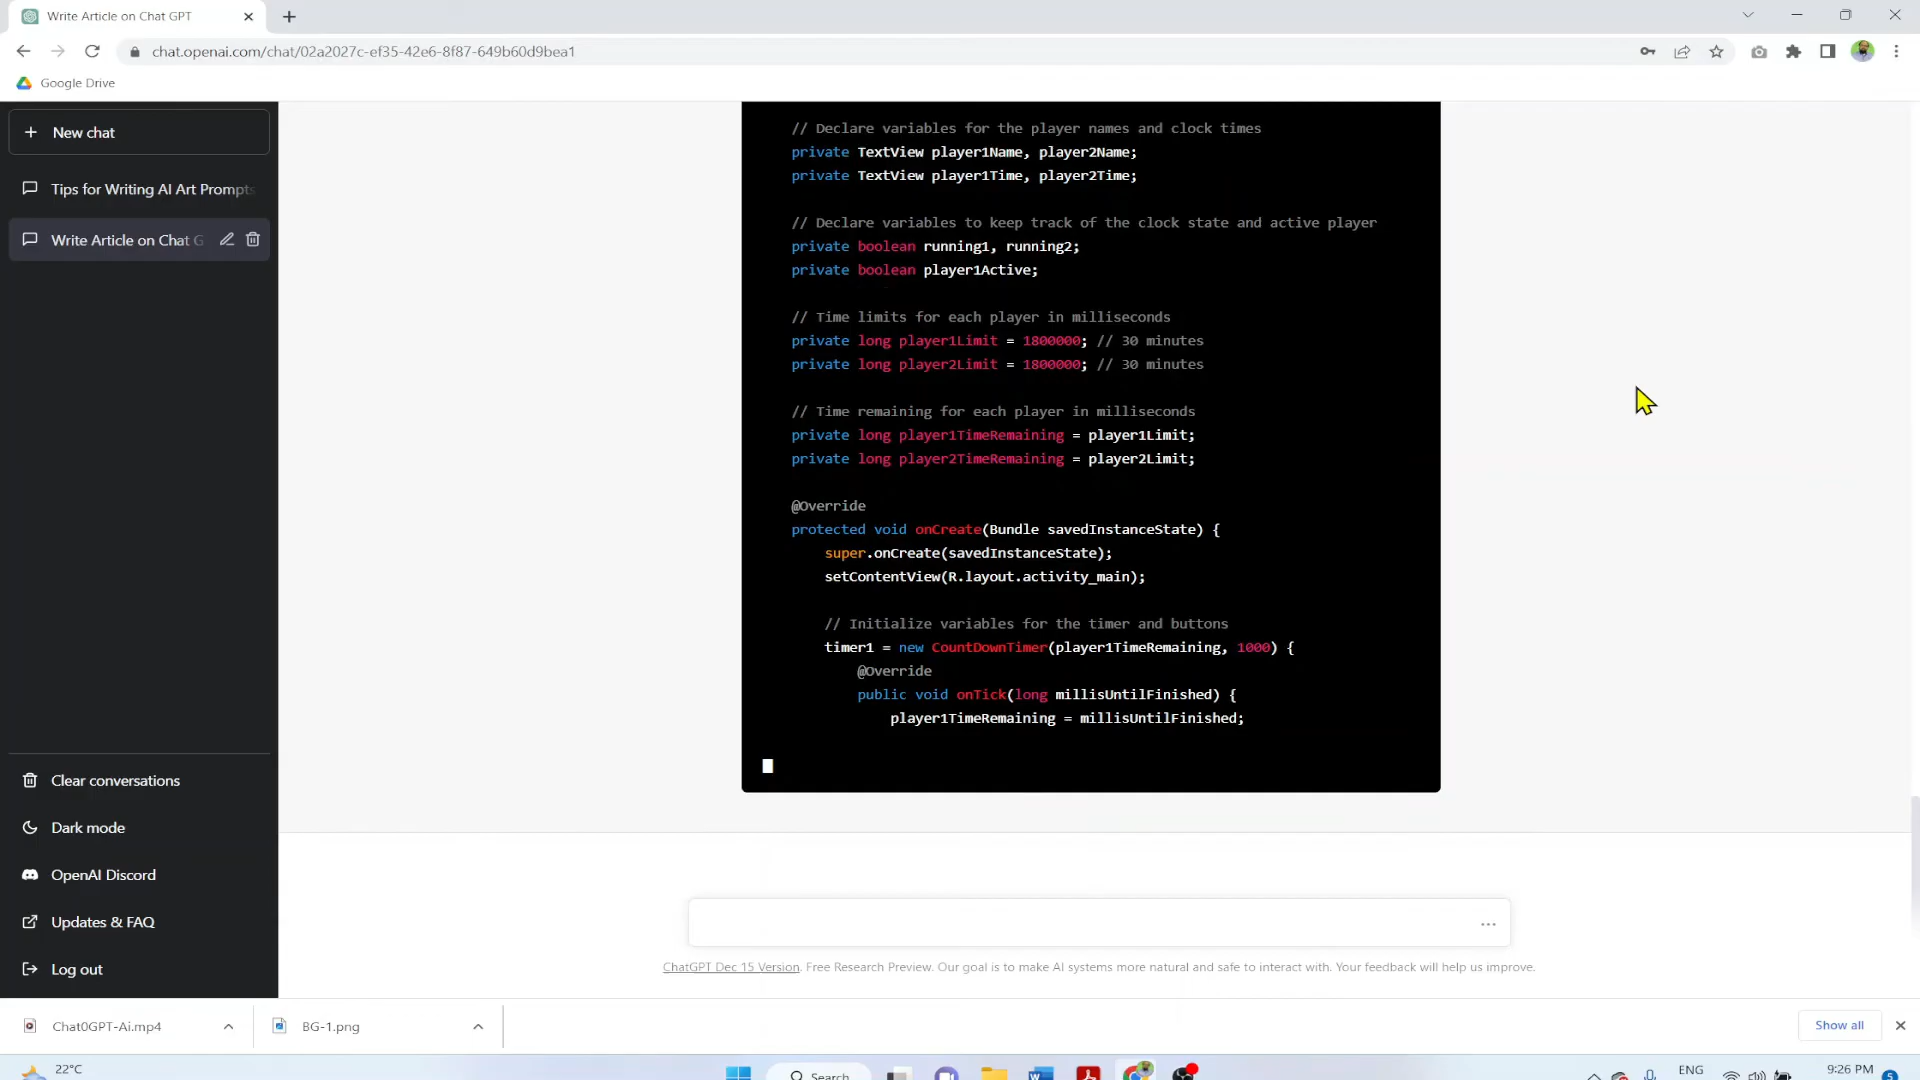 Write Article on Chat GPT
chat.openai.com/chat/02a2027c-ef35-42e6-8f87-649b60d9bea1
Google Drive
New chat
Tips for Writing AI Art Prompts
Write Article on Chat G
// Declare variables for the player names and clock times
private TextView player1Name, player2Name;
private TextView player1Time, player2Time;
// Declare variables to keep track of the clock state and active player
private boolean running1, running2;
private boolean player1Active;
// Time limits for each player in milliseconds
private long player1Limit = 1800000; // 30 minutes
private long player2Limit = 1800000; // 30 minutes
// Time remaining for each player in milliseconds
private long player1TimeRemaining = player1Limit;
private long player2TimeRemaining = player2Limit;
@Override
protected void onCreate(Bundle savedInstanceState) {
super.onCreate(savedInstanceState);
setContentView(R.layout.activity_main);
// Initialize variables for the timer and buttons
timer1 = new CountDownTimer(player1TimeRemaining, 1000) {
@Override
public void onTick(long millisUntilFinished) {
player1TimeRemaining = millisUntilFinished;
Clear conversations
Dark mode
OpenAI Discord
Updates & FAQ
Log out
ChatGPT Dec 15 Version. Free Research Preview. Our goal is to make AI systems more natural and safe to interact with. Your feedback will help us improve.
Chat0GPT-Ai.mp4
BG-1.png
Show all
22°C
Search
ENG
9:26 PM
5